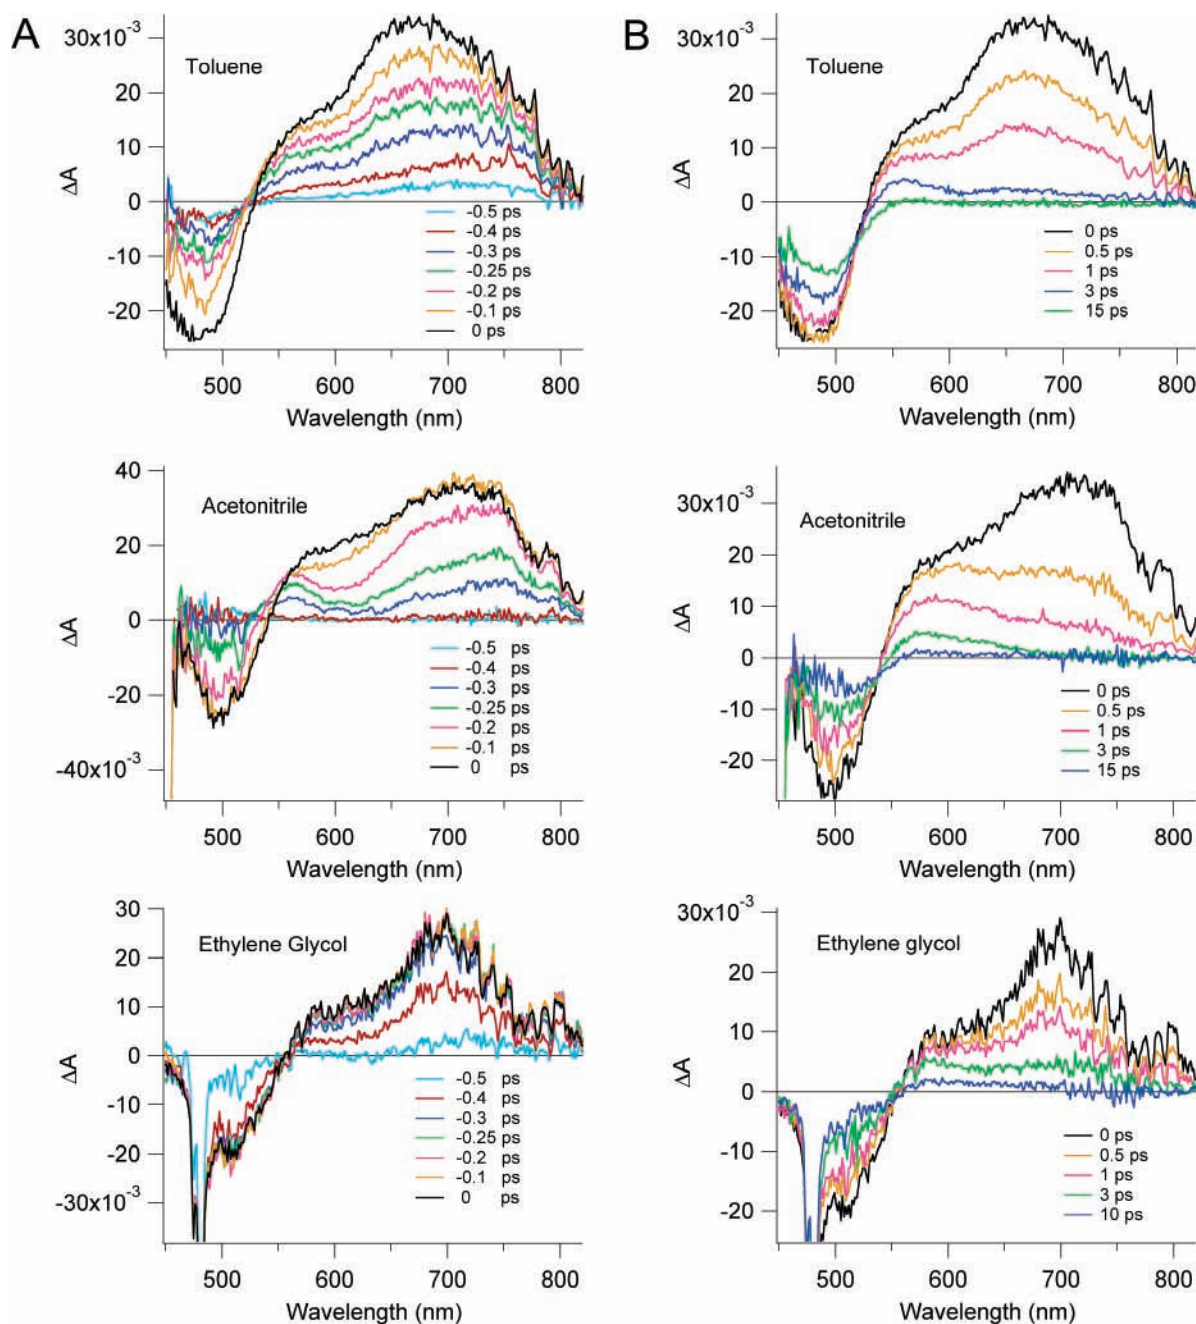 A
Toluene
30x10-3
20
10
0
-10
-20
ΔA
-0.5 ps
-0.4 ps
-0.3 ps
-0.25 ps
-0.2 ps
-0.1 ps
0 ps
500 600 700 800
Wavelength (nm)
Acetonitrile
40
20
0
-20
-40x10-3
ΔA
-0.5 ps
-0.4 ps
-0.3 ps
-0.25 ps
-0.2 ps
-0.1 ps
0 ps
500 600 700 800
Wavelength (nm)
Ethylene Glycol
30
20
10
0
-10
-20
-30x10-3
ΔA
-0.5 ps
-0.4 ps
-0.3 ps
-0.25 ps
-0.2 ps
-0.1 ps
0 ps
500 600 700 800
Wavelength (nm)
B
Toluene
30x10-3
20
10
0
-10
-20
ΔA
0 ps
0.5 ps
1 ps
3 ps
15 ps
500 600 700 800
Wavelength (nm)
Acetonitrile
30x10-3
20
10
0
-10
-20
ΔA
0 ps
0.5 ps
1 ps
3 ps
15 ps
500 600 700 800
Wavelength (nm)
Ethylene glycol
30x10-3
20
10
0
-10
-20
ΔA
0 ps
0.5 ps
1 ps
3 ps
10 ps
500 600 700 800
Wavelength (nm)